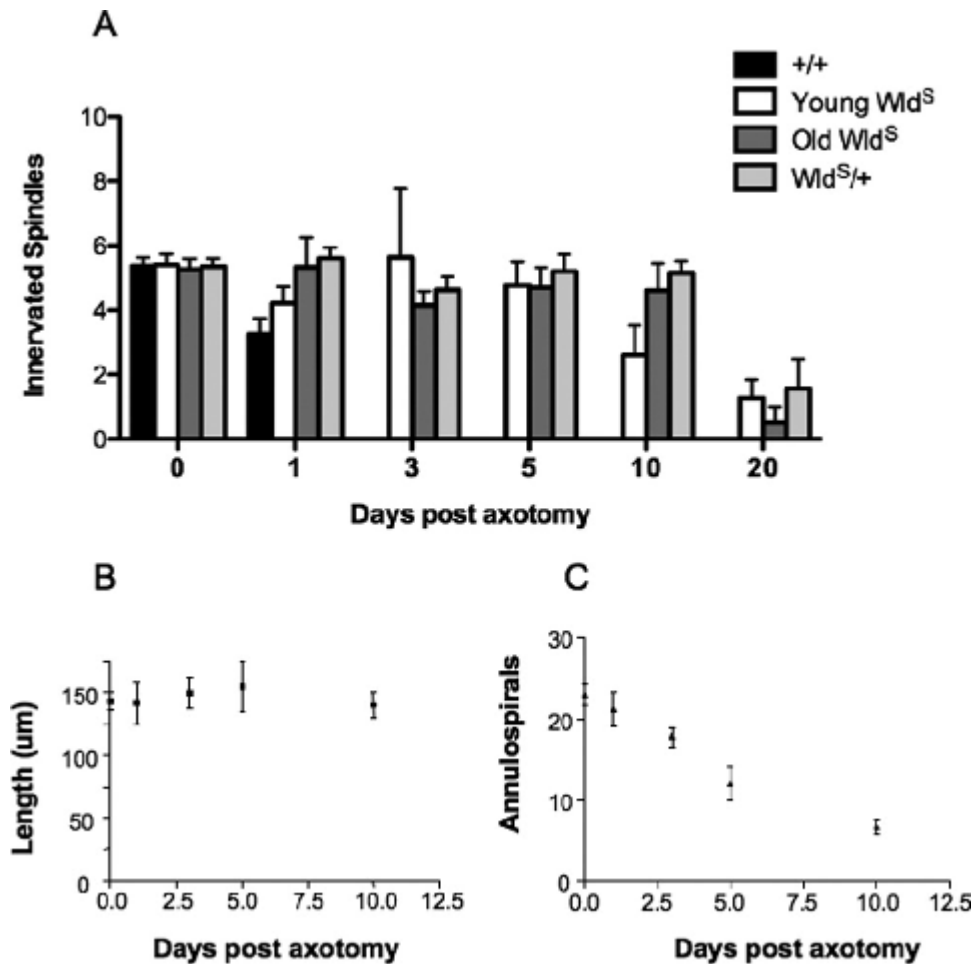 A
+/+
Young Wld^S
Old Wld^S
Wld^S/+
10
8
6
4
2
0
Innervated Spindles
0 1 3 5 10 20
Days post axotomy
B
150
100
50
0
Length (um)
0.0 2.5 5.0 7.5 10.0 12.5
Days post axotomy
C
30
20
10
0
Annulospirals
0.0 2.5 5.0 7.5 10.0 12.5
Days post axotomy